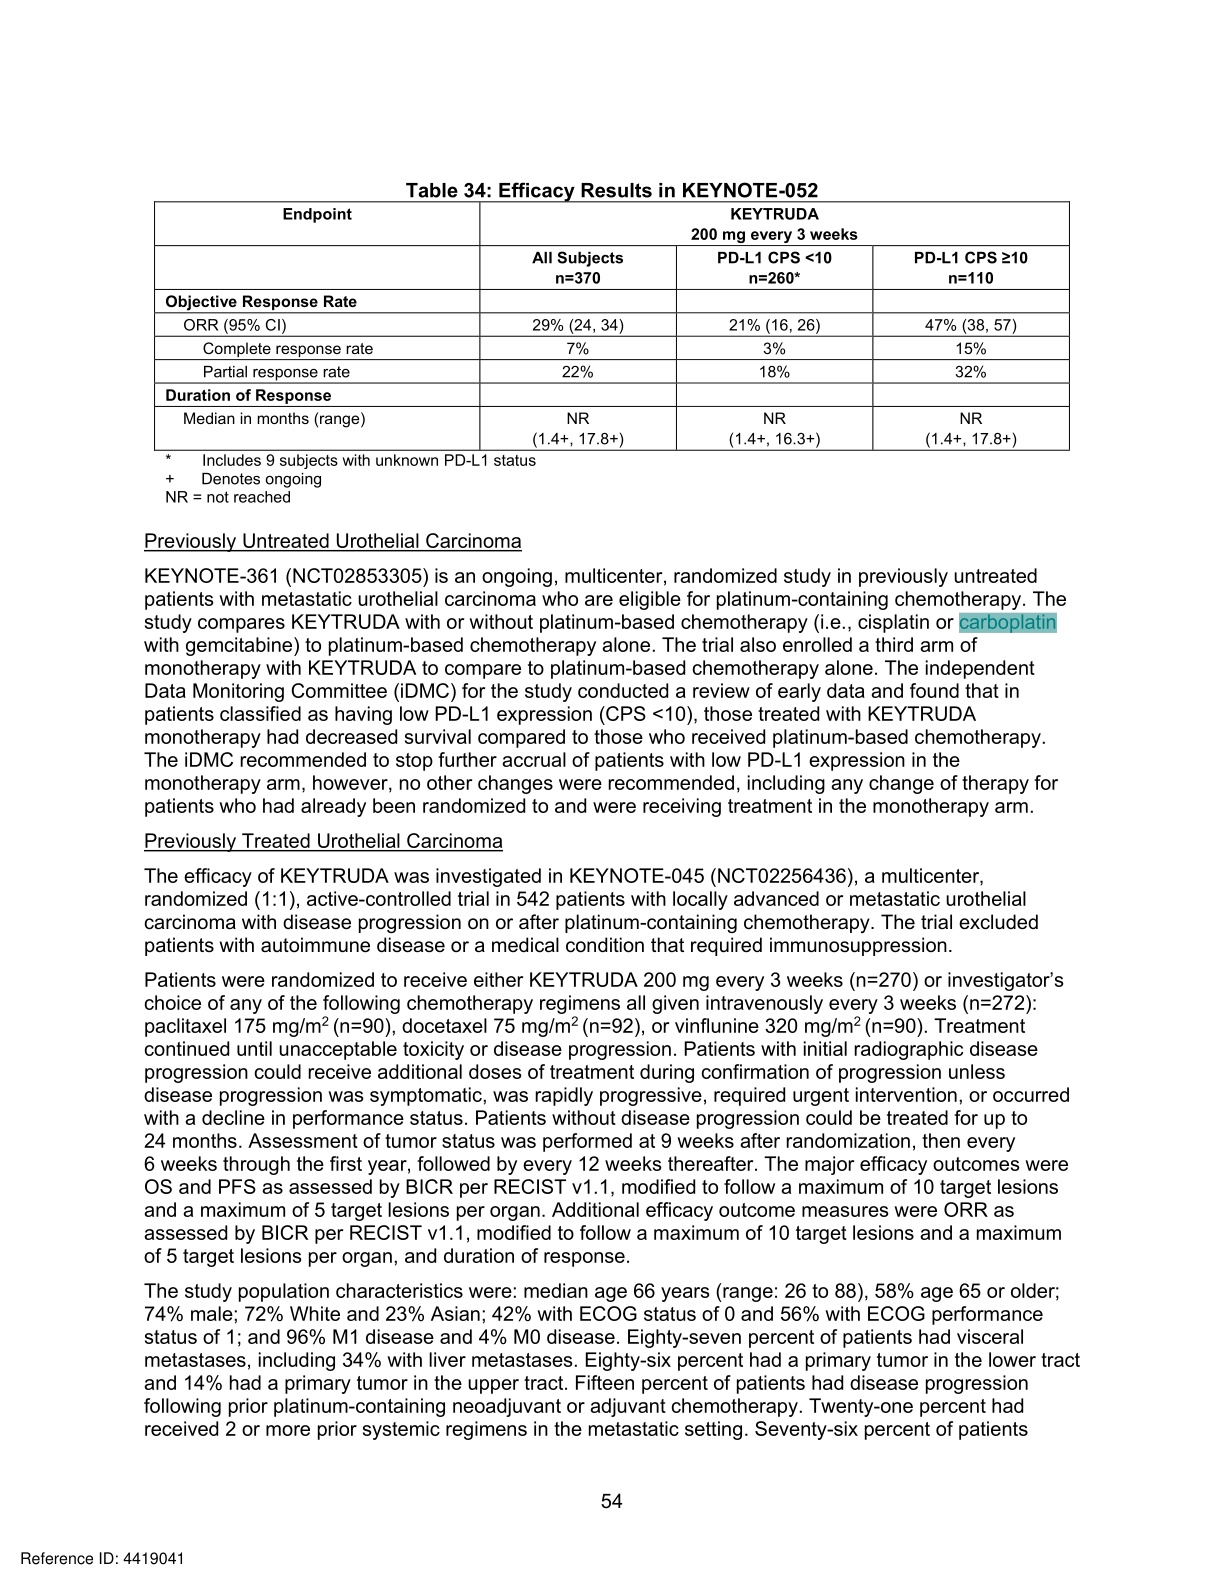 Table 34: Efficacy Results in KEYNOTE-052
Endpoint
KEYTRUDA
200 mg every 3 weeks
All Subjects
n=370
PD-L1 CPS <10
n=260*
PD-L1 CPS ≥10
n=110
Objective Response Rate
ORR (95% CI) 29% (24, 34) 21% (16, 26) 47% (38, 57)
Complete response rate 7% 3% 15%
Partial response rate 22% 18% 32%
Duration of Response
Median in months (range) NR NR NR
(1.4+, 17.8+) (1.4+, 16.3+) (1.4+, 17.8+)
* Includes 9 subjects with unknown PD-L1 status
+ Denotes ongoing
NR = not reached
Previously Untreated Urothelial Carcinoma
KEYNOTE-361 (NCT02853305) is an ongoing, multicenter, randomized study in previously untreated
patients with metastatic urothelial carcinoma who are eligible for platinum-containing chemotherapy. The
study compares KEYTRUDA with or without platinum-based chemotherapy (i.e., cisplatin or carboplatin
with gemcitabine) to platinum-based chemotherapy alone. The trial also enrolled a third arm of
monotherapy with KEYTRUDA to compare to platinum-based chemotherapy alone. The independent
Data Monitoring Committee (iDMC) for the study conducted a review of early data and found that in
patients classified as having low PD-L1 expression (CPS <10), those treated with KEYTRUDA
monotherapy had decreased survival compared to those who received platinum-based chemotherapy.
The iDMC recommended to stop further accrual of patients with low PD-L1 expression in the
monotherapy arm, however, no other changes were recommended, including any change of therapy for
patients who had already been randomized to and were receiving treatment in the monotherapy arm.
Previously Treated Urothelial Carcinoma
The efficacy of KEYTRUDA was investigated in KEYNOTE-045 (NCT02256436), a multicenter,
randomized (1:1), active-controlled trial in 542 patients with locally advanced or metastatic urothelial
carcinoma with disease progression on or after platinum-containing chemotherapy. The trial excluded
patients with autoimmune disease or a medical condition that required immunosuppression.
Patients were randomized to receive either KEYTRUDA 200 mg every 3 weeks (n=270) or investigator's
choice of any of the following chemotherapy regimens all given intravenously every 3 weeks (n=272):
paclitaxel 175 mg/m² (n=90), docetaxel 75 mg/m² (n=92), or vinflunine 320 mg/m² (n=90). Treatment
continued until unacceptable toxicity or disease progression. Patients with initial radiographic disease
progression could receive additional doses of treatment during confirmation of progression unless
disease progression was symptomatic, was rapidly progressive, required urgent intervention, or occurred
with a decline in performance status. Patients without disease progression could be treated for up to
24 months. Assessment of tumor status was performed at 9 weeks after randomization, then every
6 weeks through the first year, followed by every 12 weeks thereafter. The major efficacy outcomes were
OS and PFS as assessed by BICR per RECIST v1.1, modified to follow a maximum of 10 target lesions
and a maximum of 5 target lesions per organ. Additional efficacy outcome measures were ORR as
assessed by BICR per RECIST v1.1, modified to follow a maximum of 10 target lesions and a maximum
of 5 target lesions per organ, and duration of response.
The study population characteristics were: median age 66 years (range: 26 to 88), 58% age 65 or older;
74% male; 72% White and 23% Asian; 42% with ECOG status of 0 and 56% with ECOG performance
status of 1; and 96% M1 disease and 4% M0 disease. Eighty-seven percent of patients had visceral
metastases, including 34% with liver metastases. Eighty-six percent had a primary tumor in the lower tract
and 14% had a primary tumor in the upper tract. Fifteen percent of patients had disease progression
following prior platinum-containing neoadjuvant or adjuvant chemotherapy. Twenty-one percent had
received 2 or more prior systemic regimens in the metastatic setting. Seventy-six percent of patients
54
Reference ID: 4419041